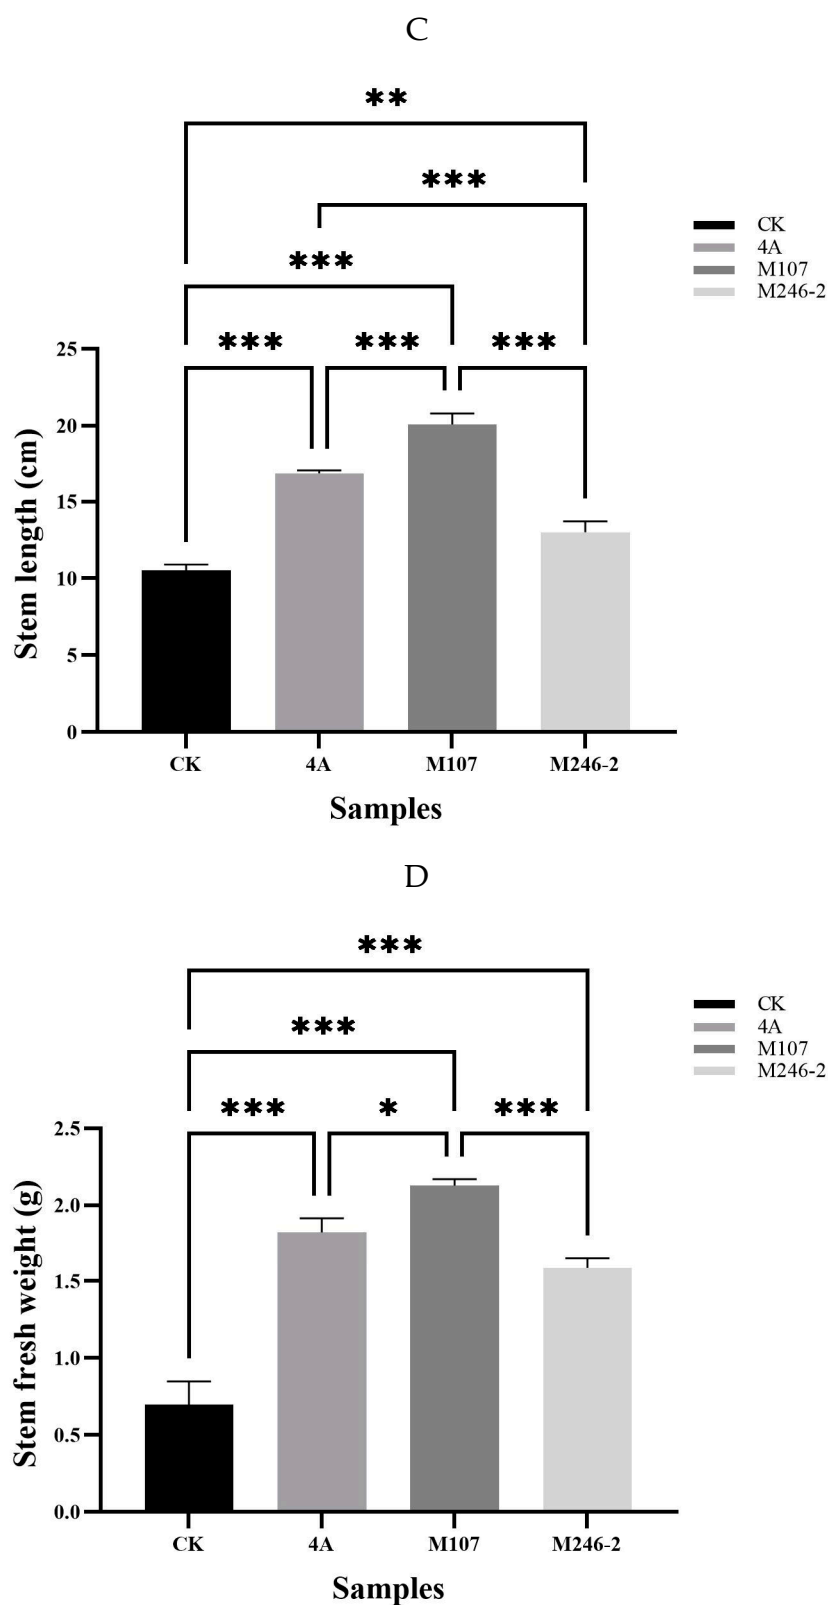 C
**
***
***
*** *** ***
CK
4A
M107
M246-2
25
20
15
10
5
0
Stem length (cm)
CK 4A M107 M246-2
Samples
D
***
***
*** * ***
CK
4A
M107
M246-2
2.5
2.0
1.5
1.0
0.5
0.0
Stem fresh weight (g)
CK 4A M107 M246-2
Samples